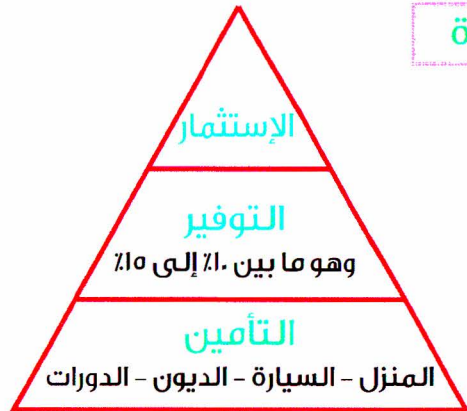 ة
الإستثمار
التوفير
وهو ما بين ١٠٪ إلى ١٥٪
التأمين
المنزل - السيارة - الديون - الدورات